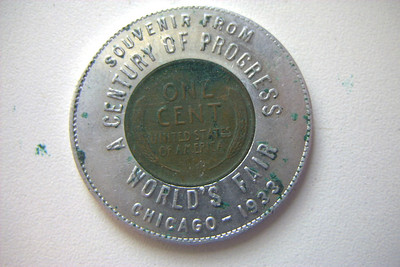 SOUVENIR FROM
A CENTURY OF PROGRESS
ONE
CENT
UNITED STATES
OF AMERICA
WORLD'S FAIR
CHICAGO - 1933